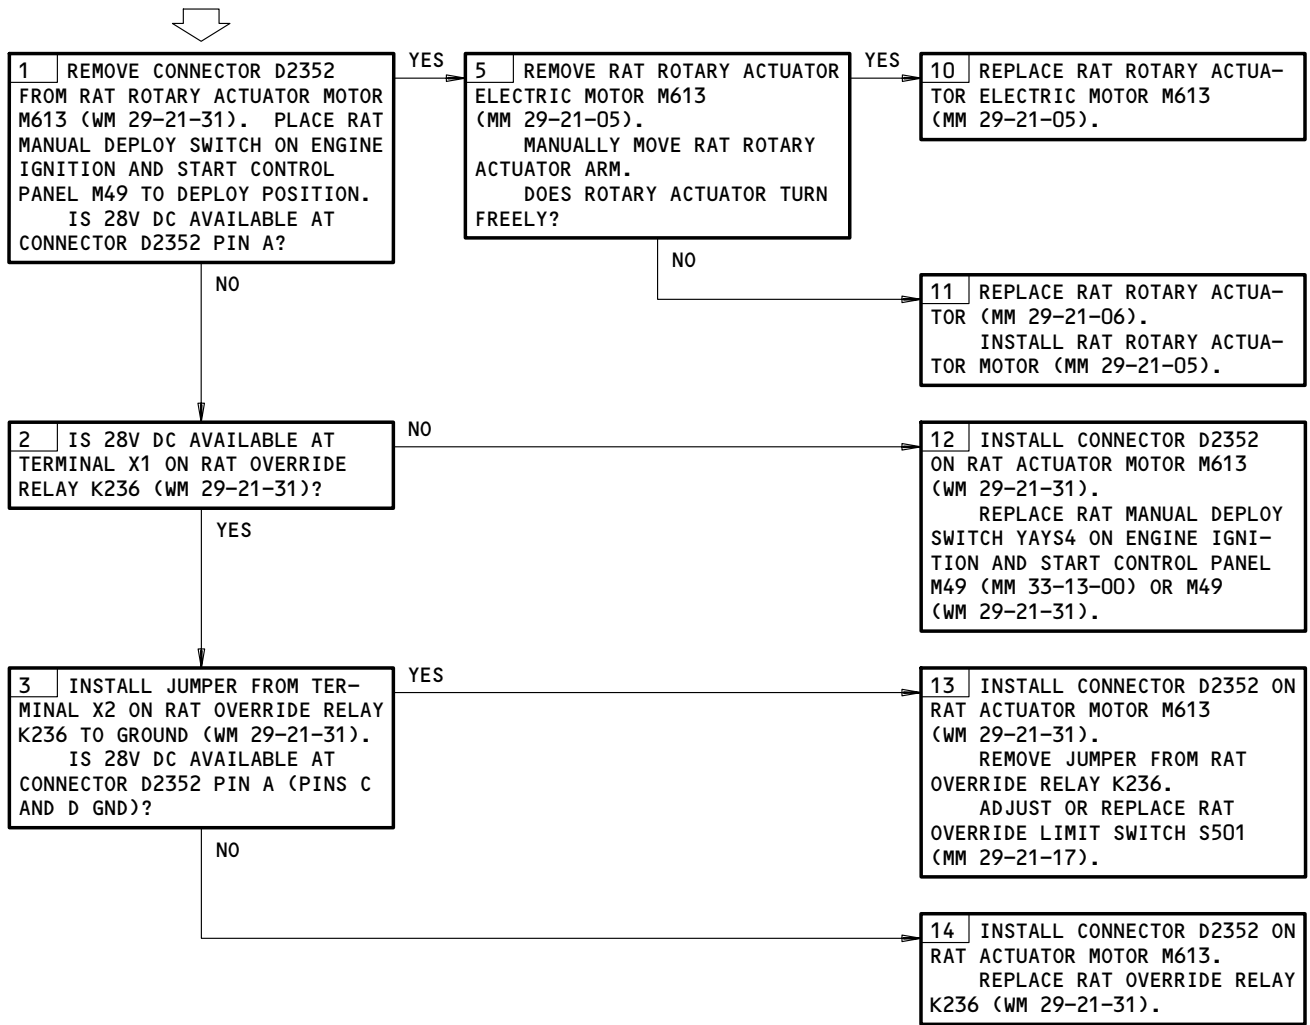 1 REMOVE CONNECTOR D2352
FROM RAT ROTARY ACTUATOR MOTOR
M613 (WM 29-21-31). PLACE RAT
MANUAL DEPLOY SWITCH ON ENGINE
IGNITION AND START CONTROL
PANEL M49 TO DEPLOY POSITION.
IS 28V DC AVAILABLE AT
CONNECTOR D2352 PIN A?
YES
5 REMOVE RAT ROTARY ACTUATOR
ELECTRIC MOTOR M613
(MM 29-21-05).
MANUALLY MOVE RAT ROTARY
ACTUATOR ARM.
DOES ROTARY ACTUATOR TURN
FREELY?
YES
10 REPLACE RAT ROTARY ACTUA-
TOR ELECTRIC MOTOR M613
(MM 29-21-05).
NO
NO
11 REPLACE RAT ROTARY ACTUA-
TOR (MM 29-21-06).
INSTALL RAT ROTARY ACTUA-
TOR MOTOR (MM 29-21-05).
2 IS 28V DC AVAILABLE AT
TERMINAL X1 ON RAT OVERRIDE
RELAY K236 (WM 29-21-31)?
NO
12 INSTALL CONNECTOR D2352
ON RAT ACTUATOR MOTOR M613
(WM 29-21-31).
REPLACE RAT MANUAL DEPLOY
SWITCH YAYS4 ON ENGINE IGNI-
TION AND START CONTROL PANEL
M49 (MM 33-13-00) OR M49
(WM 29-21-31).
YES
3 INSTALL JUMPER FROM TER-
MINAL X2 ON RAT OVERRIDE RELAY
K236 TO GROUND (WM 29-21-31).
IS 28V DC AVAILABLE AT
CONNECTOR D2352 PIN A (PINS C
AND D GND)?
YES
13 INSTALL CONNECTOR D2352 ON
RAT ACTUATOR MOTOR M613
(WM 29-21-31).
REMOVE JUMPER FROM RAT
OVERRIDE RELAY K236.
ADJUST OR REPLACE RAT
OVERRIDE LIMIT SWITCH S501
(MM 29-21-17).
NO
14 INSTALL CONNECTOR D2352 ON
RAT ACTUATOR MOTOR M613.
REPLACE RAT OVERRIDE RELAY
K236 (WM 29-21-31).